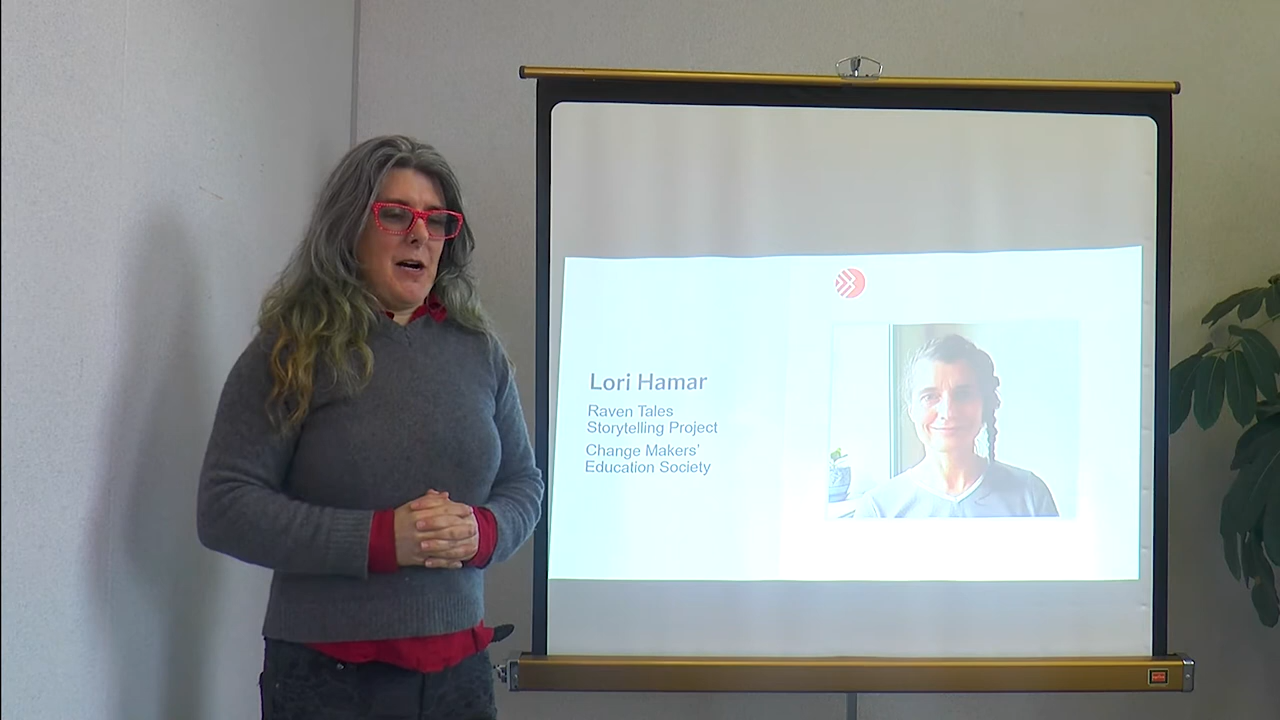 Lori Hamar
Raven Tales
Storytelling Project
Change Makers'
Education Society